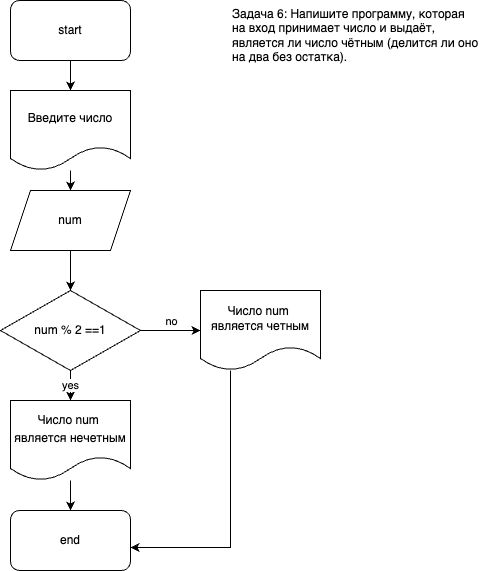 start
Задача 6: Напишите программу, которая
на вход принимает число и выдаёт,
является ли число чётным (делится ли оно
на два без остатка).
Введите число
num
num % 2 ==1
no
Число num
является четным
yes
Число num
является нечетным
end